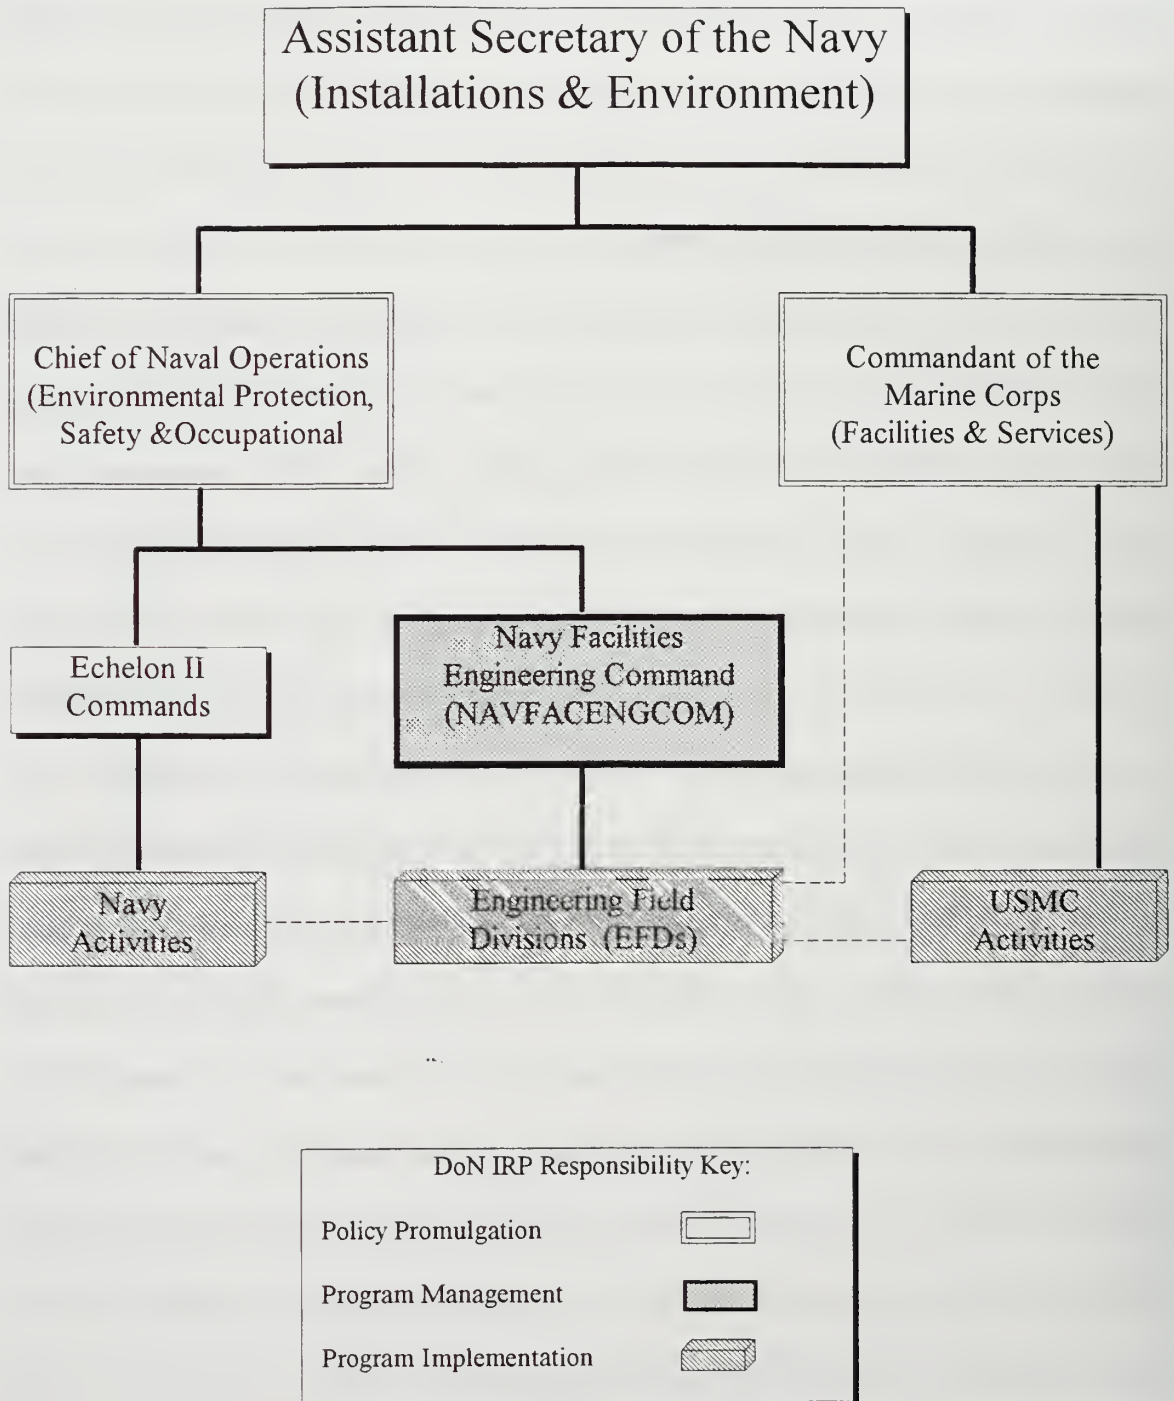 Assistant Secretary of the Navy
(Installations & Environment)
Chief of Naval Operations
(Environmental Protection,
Safety &Occupational
Commandant of the
Marine Corps
(Facilities & Services)
Echelon II
Commands
Navy Facilities
Engineering Command
(NAVFACENGCOM)
Navy
Activities
Engineering Field
Divisions (EFDs)
USMC
Activities
DoN IRP Responsibility Key:
Policy Promulgation
Program Management
Program Implementation